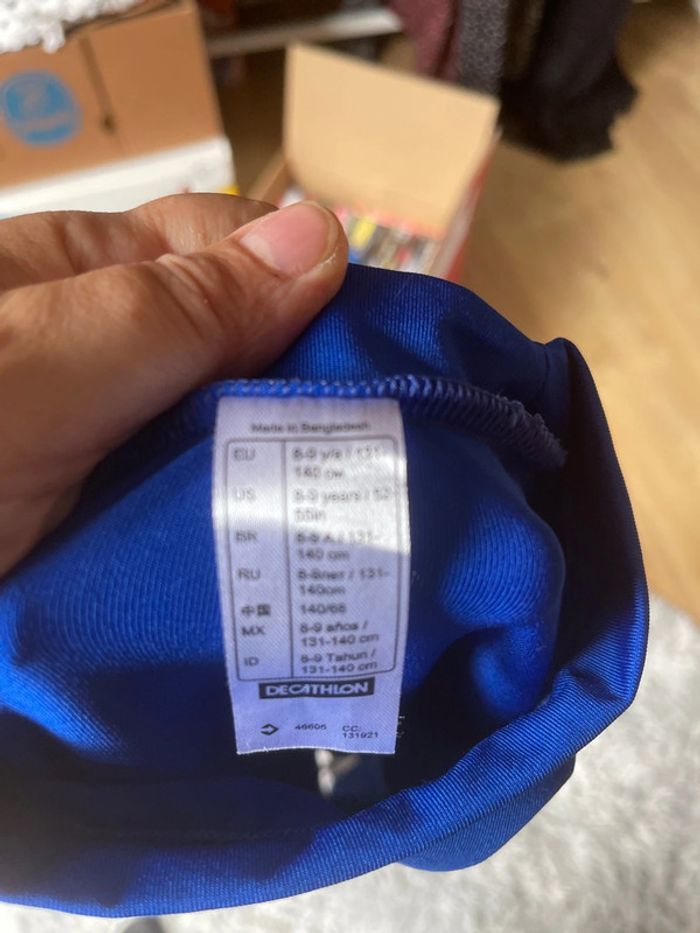 Made in Bangladesh
EU 8-9 yrs / 131-
140 cm
US 8-9 years / 52-
55in
BR 8-9 A / 131-
140 cm
RU 8-9лет / 131-
140cm
中国 140/66
MX 8-9 años /
131-140 cm
ID 8-9 Tahun /
131-140 cm
DECATHLON
46606 CC:
131921